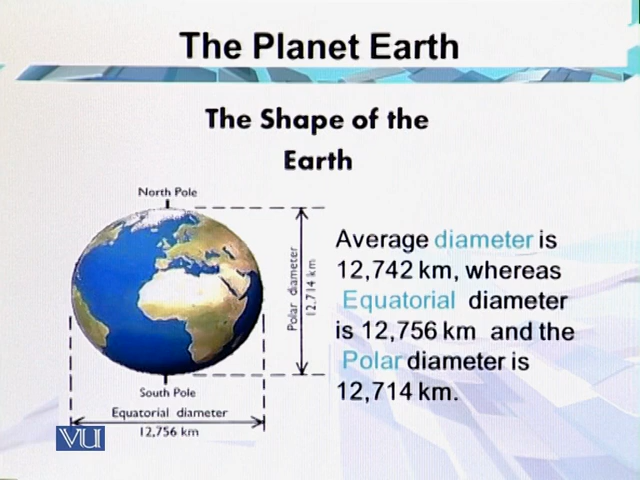 The Planet Earth
The Shape of the
Earth
North Pole
Polar diameter
12,714 km
South Pole
Equatorial diameter
12,756 km
Average diameter is
12,742 km, whereas
Equatorial diameter
is 12,756 km and the
Polar diameter is
12,714 km.
VU